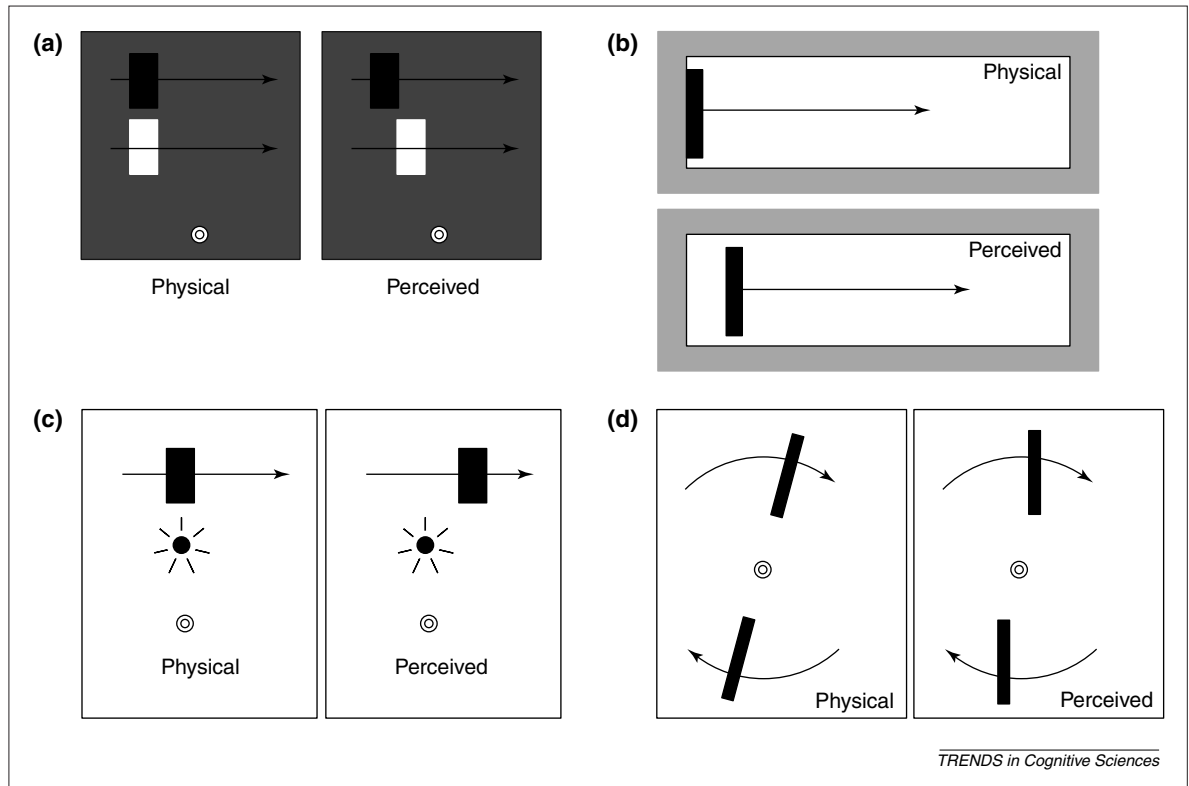 (a)
Physical
Perceived
(b)
Physical
Perceived
(c)
Physical
Perceived
(d)
Physical
Perceived
TRENDS in Cognitive Sciences